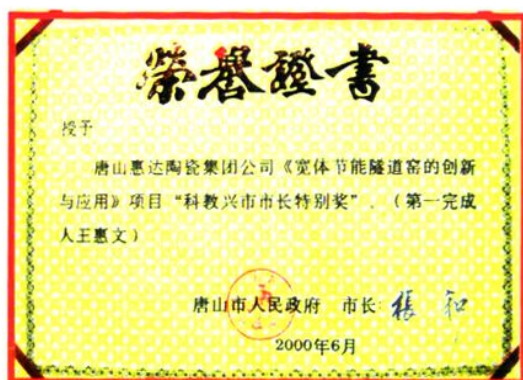 榮譽證書
授予
唐山惠达陶瓷集团公司《宽体节能隧道窑的创新
与应用》项目“科教兴市市长特别奖”.（第一完成
人王惠文）
唐山市人民政府 市长: 張和
2000年6月